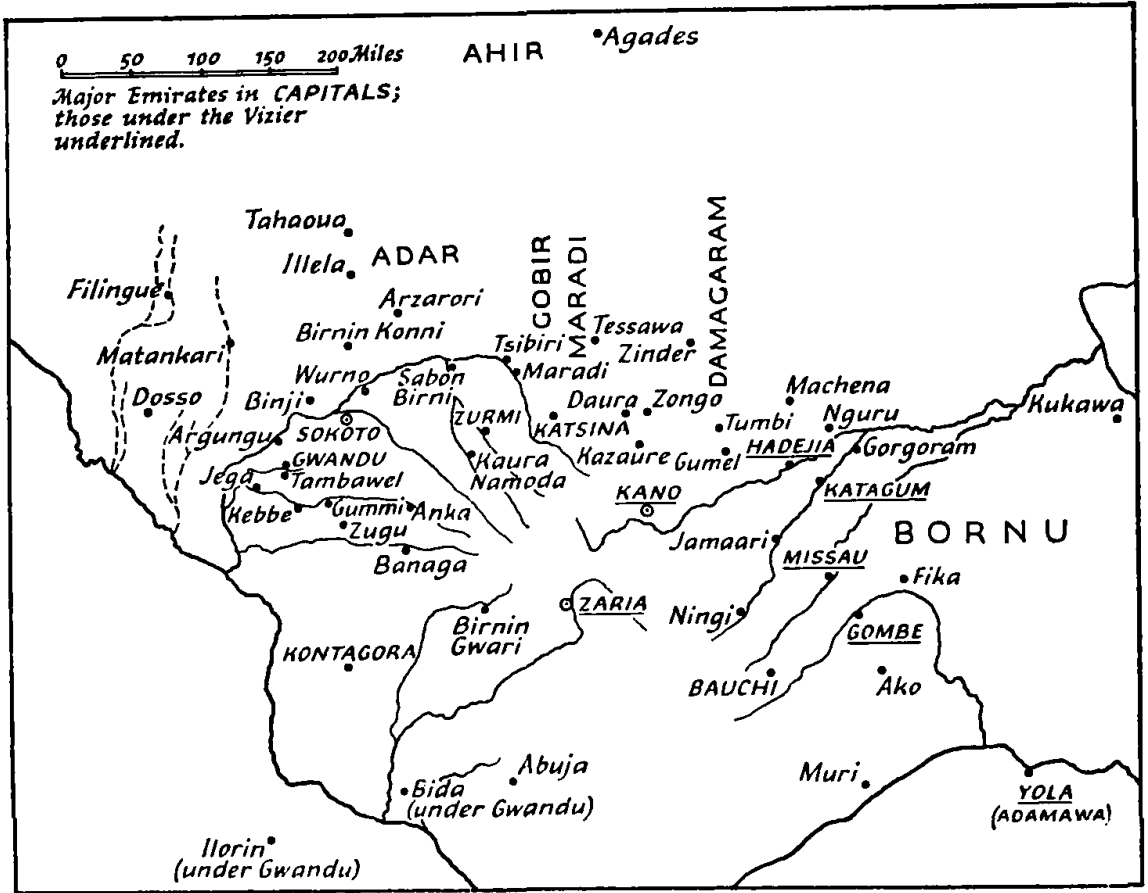 Agades
AHIR
0 50 100 150 200 Miles
Major Emirates in CAPITALS;
those under the Vizier
underlined.
Tahaoua
ADAR
Illela
GOBIR
MARADI
DAMAGARAM
Filingue
Arzarori
Birnin Konni
Tessawa
Zinder
Tsibiri
Maradi
Matankari
Wurno
Sabon
Birni
Machena
Dosso
Binji
Daura
Zongo
Nguru
Kukawa
ZURMI
KATSINA
Tumbi
Argungu
SOKOTO
HADEJIA
Gorgoram
GWANDU
Kaura
Namoda
Kazaure
Gumel
Jega
Tambawel
KANO
KATAGUM
Kebbe
Gummi
Anka
Zugu
BORNU
Jamaari
Banaga
MISSAU
Fika
ZARIA
Ningi
Birnin
Gwari
GOMBE
KONTAGORA
BAUCHI
Ako
Abuja
Muri
Bida
(under Gwandu)
YOLA
(ADAMAWA)
Ilorin
(under Gwandu)